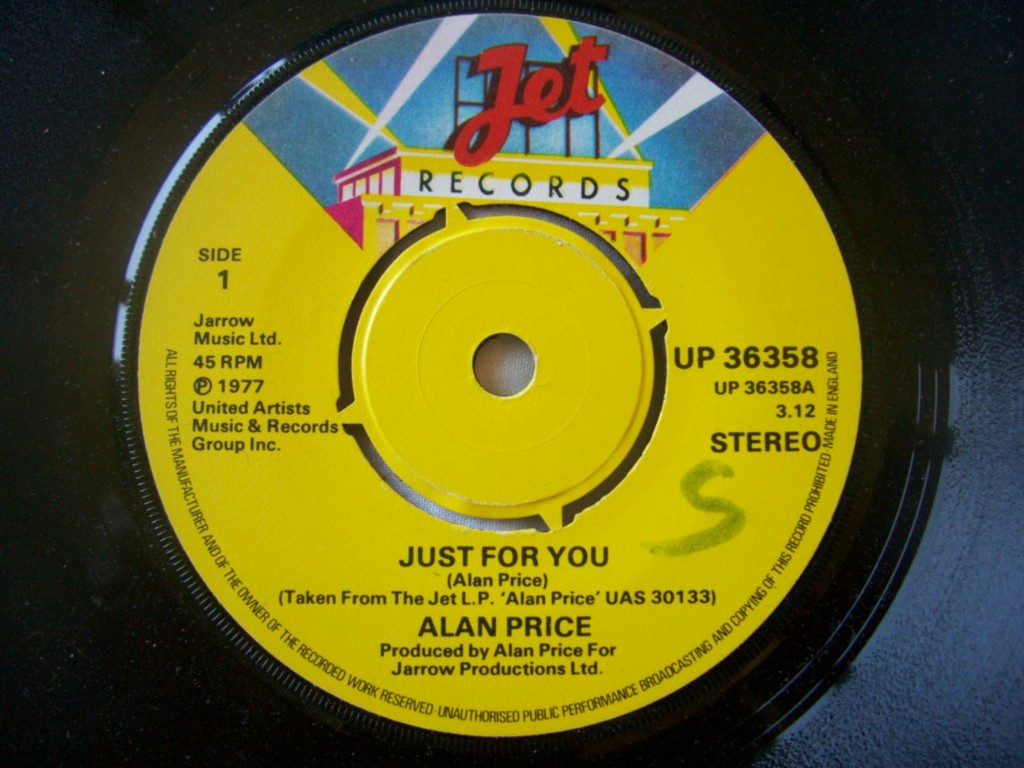 Jet
RECORDS
SIDE
1
Jarrow
Music Ltd.
45 RPM
℗ 1977
United Artists
Music & Records
Group Inc.
UP 36358
UP 36358A
3.12
STEREO
S
JUST FOR YOU
(Alan Price)
(Taken From The Jet L.P. 'Alan Price' UAS 30133)
ALAN PRICE
Produced by Alan Price For
Jarrow Productions Ltd.
ALL RIGHTS OF THE MANUFACTURER AND OF THE OWNER OF THE RECORDED WORK RESERVED·UNAUTHORISED PUBLIC PERFORMANCE BROADCASTING AND COPYING OF THIS RECORD PROHIBITED·MADE IN ENGLAND